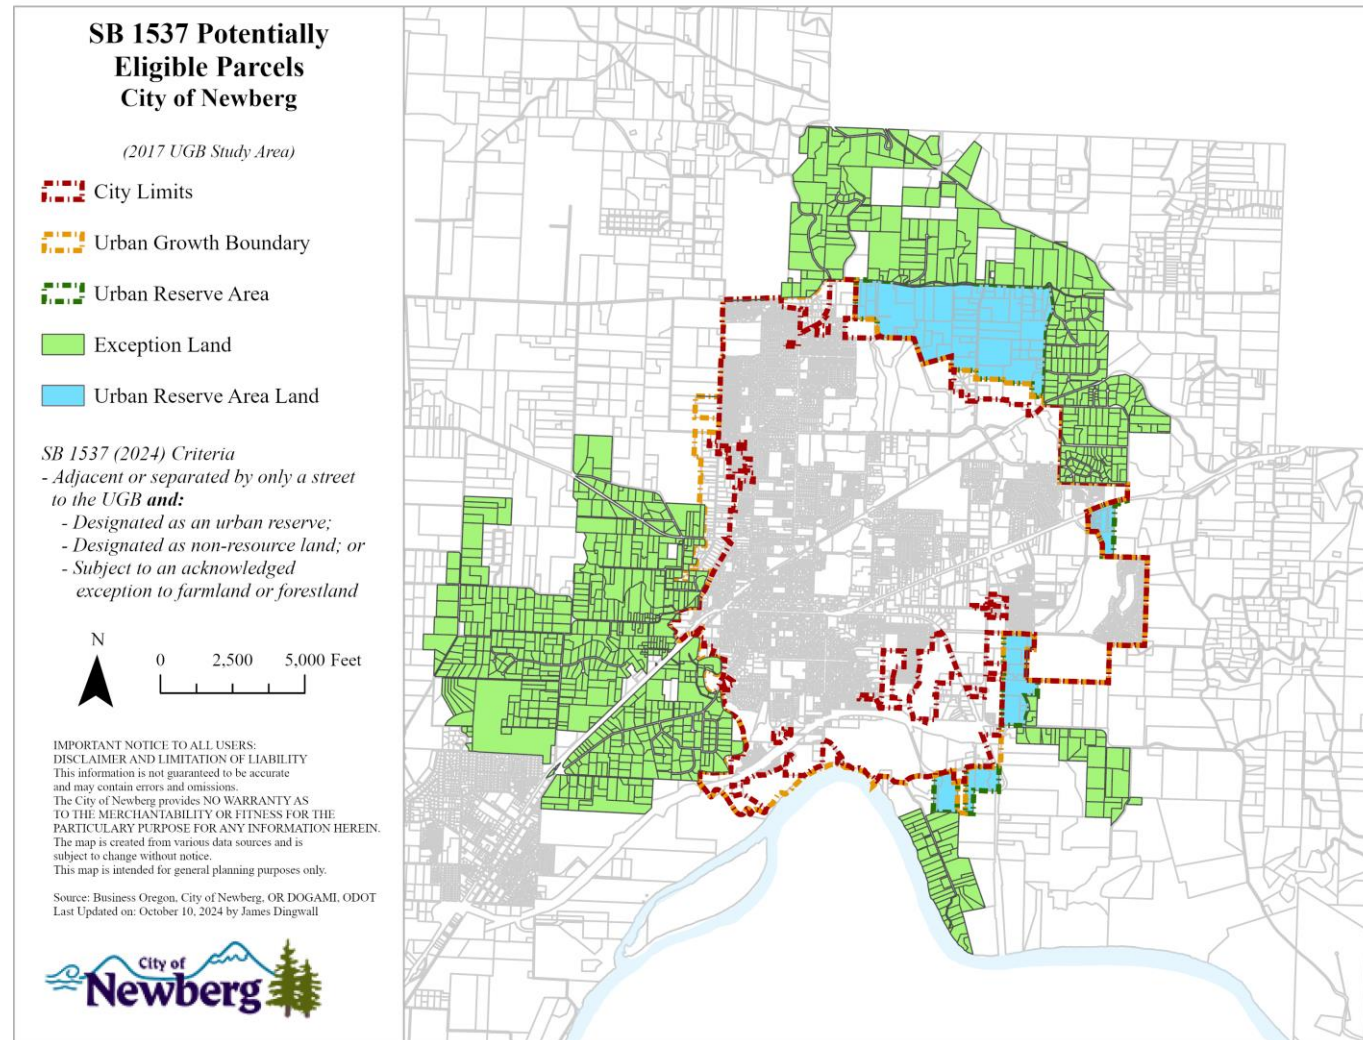 SB 1537 Potentially
Eligible Parcels
City of Newberg
(2017 UGB Study Area)
City Limits
Urban Growth Boundary
Urban Reserve Area
Exception Land
Urban Reserve Area Land
SB 1537 (2024) Criteria
- Adjacent or separated by only a street
to the UGB and:
- Designated as an urban reserve;
- Designated as non-resource land; or
- Subject to an acknowledged
exception to farmland or forestland
N
0 2,500 5,000 Feet
IMPORTANT NOTICE TO ALL USERS:
DISCLAIMER AND LIMITATION OF LIABILITY
This information is not guaranteed to be accurate
and may contain errors and omissions.
The City of Newberg provides NO WARRANTY AS
TO THE MERCHANTABILITY OR FITNESS FOR THE
PARTICULARY PURPOSE FOR ANY INFORMATION HEREIN.
The map is created from various data sources and is
subject to change without notice.
This map is intended for general planning purposes only.
Source: Business Oregon, City of Newberg, OR DOGAMI, ODOT
Last Updated on: October 10, 2024 by James Dingwall
City of
Newberg